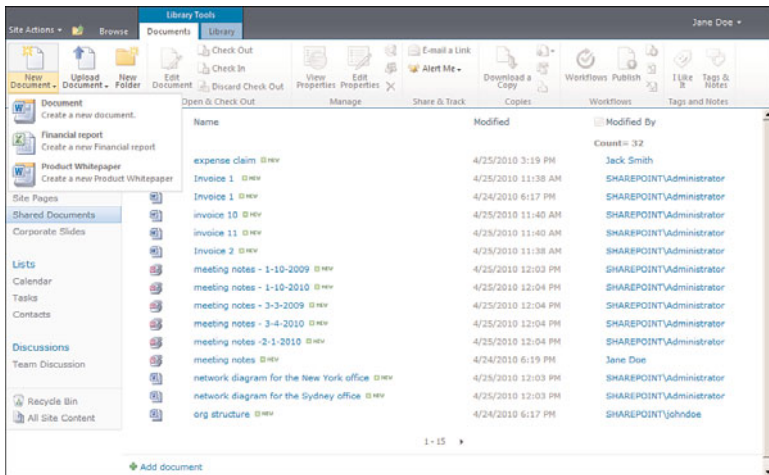 Library Tools
Site Actions Browse Documents Library Jane Doe
New Document Upload Document New Folder Edit Document Check Out Check In Discard Check Out View Properties Edit Properties E-mail a Link Alert Me Download a Copy Workflows Publish I Like It Tags & Notes
Open & Check Out Manage Share & Track Copies Workflows Tags and Notes
Document
Create a new document.
Financial report
Create a new Financial report
Product Whitepaper
Create a new Product Whitepaper
Site Pages
Shared Documents
Corporate Slides
Lists
Calendar
Tasks
Contacts
Discussions
Team Discussion
Recycle Bin
All Site Content
Name Modified Modified By
Count= 32
expense claim NEW 4/25/2010 3:19 PM Jack Smith
Invoice 1 NEW 4/25/2010 11:38 AM SHAREPOINT\Administrator
Invoice 1 NEW 4/24/2010 6:17 PM SHAREPOINT\Administrator
invoice 10 NEW 4/25/2010 11:40 AM SHAREPOINT\Administrator
invoice 11 NEW 4/25/2010 11:40 AM SHAREPOINT\Administrator
Invoice 2 NEW 4/25/2010 11:38 AM SHAREPOINT\Administrator
meeting notes - 1-10-2009 NEW 4/25/2010 12:03 PM SHAREPOINT\Administrator
meeting notes - 1-10-2010 NEW 4/25/2010 12:04 PM SHAREPOINT\Administrator
meeting notes - 3-3-2009 NEW 4/25/2010 12:04 PM SHAREPOINT\Administrator
meeting notes - 3-4-2010 NEW 4/25/2010 12:04 PM SHAREPOINT\Administrator
meeting notes -2-1-2010 NEW 4/25/2010 12:04 PM SHAREPOINT\Administrator
meeting notes NEW 4/24/2010 6:19 PM Jane Doe
network diagram for the New York office NEW 4/25/2010 12:03 PM SHAREPOINT\Administrator
network diagram for the Sydney office NEW 4/25/2010 12:03 PM SHAREPOINT\Administrator
org structure NEW 4/24/2010 6:17 PM SHAREPOINT\johndoe
1 - 15
Add document